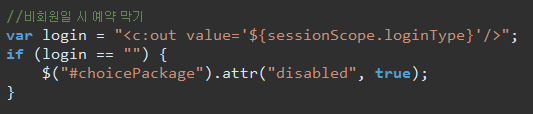 //비회원일 시 예약 막기
var login = "<c:out value='${sessionScope.loginType}'/>";
if (login == "") {
    $("#choicePackage").attr("disabled", true);
}